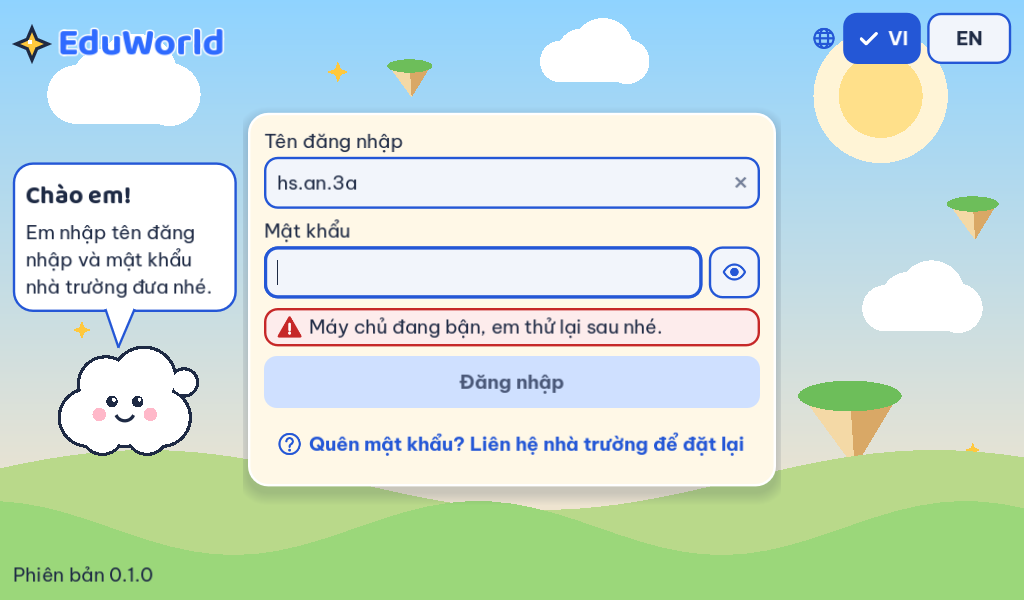 EduWorld
VI
EN
Chào em!
Em nhập tên đăng
nhập và mật khẩu
nhà trường đưa nhé.
Tên đăng nhập
hs.an.3a
Mật khẩu
Máy chủ đang bận, em thử lại sau nhé.
Đăng nhập
Quên mật khẩu? Liên hệ nhà trường để đặt lại
Phiên bản 0.1.0